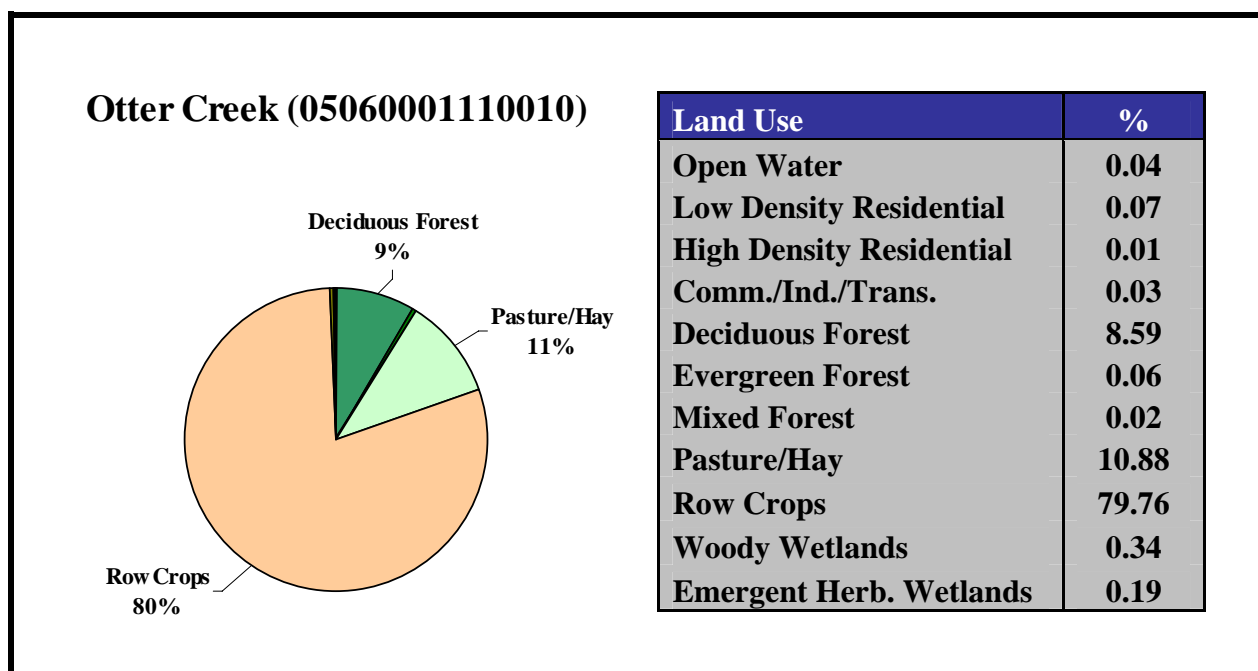 Otter Creek (05060001110010)
Deciduous Forest
9%
Pasture/Hay
11%
Row Crops
80%
Land Use %
Open Water 0.04
Low Density Residential 0.07
High Density Residential 0.01
Comm./Ind./Trans. 0.03
Deciduous Forest 8.59
Evergreen Forest 0.06
Mixed Forest 0.02
Pasture/Hay 10.88
Row Crops 79.76
Woody Wetlands 0.34
Emergent Herb. Wetlands 0.19